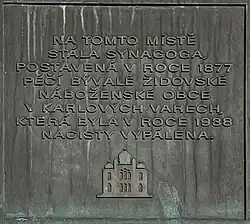 NA TOMTO MÍSTĚ
STÁLA SYNAGOGA,
POSTAVENÁ V ROCE 1877
PÉČÍ BÝVALÉ ŽIDOVSKÉ
NÁBOŽENSKÉ OBCE
V KARLOVÝCH VARECH,
KTERÁ BYLA V ROCE 1938
NACISTY VYPÁLENA.